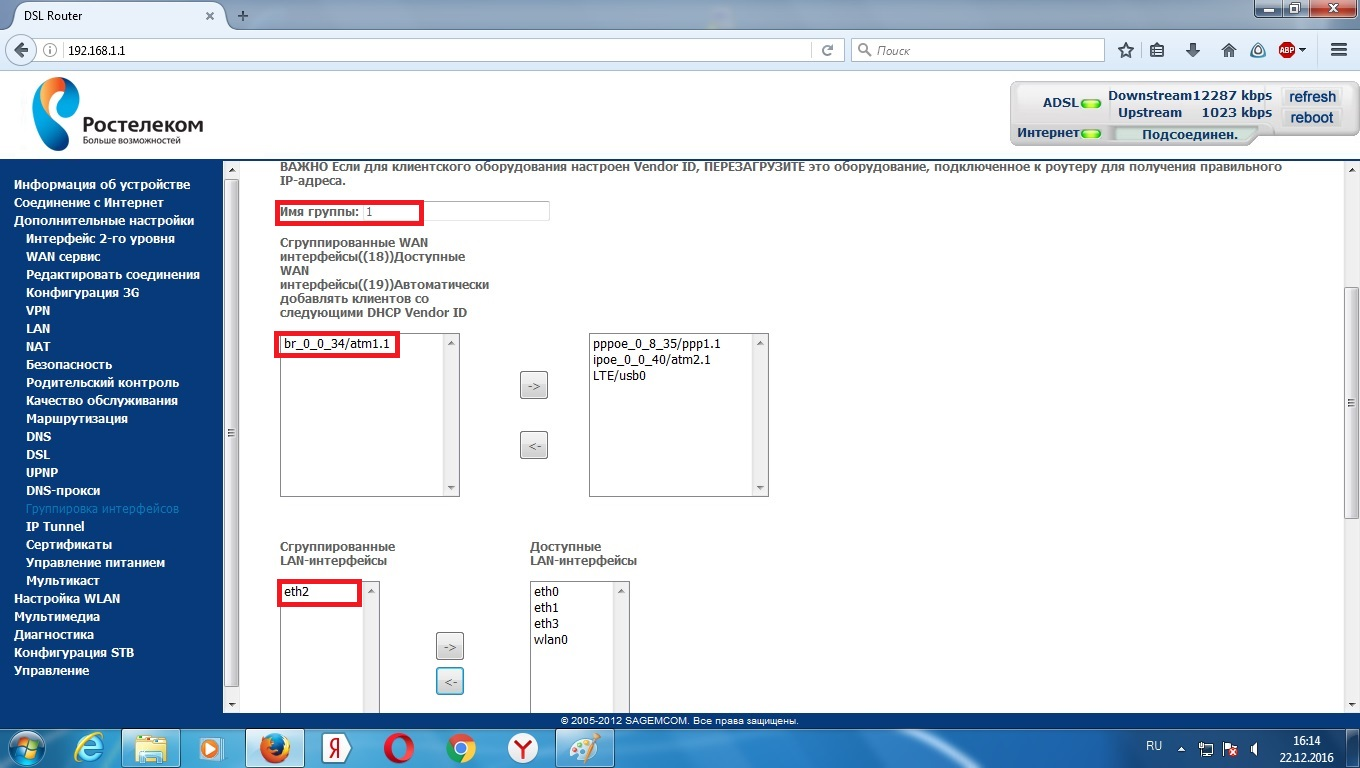 DSL Router
192.168.1.1
Поиск
ABP
Ростелеком
Больше возможностей
ADSL
Downstream 12287 kbps
Upstream 1023 kbps
refresh
reboot
Интернет
Подсоединен.
Информация об устройстве
Соединение с Интернет
Дополнительные настройки
Интерфейс 2-го уровня
WAN сервис
Редактировать соединения
Конфигурация 3G
VPN
LAN
NAT
Безопасность
Родительский контроль
Качество обслуживания
Маршрутизация
DNS
DSL
UPNP
DNS-прокси
Группировка интерфейсов
IP Tunnel
Сертификаты
Управление питанием
Мультикаст
Настройка WLAN
Мультимедиа
Диагностика
Конфигурация STB
Управление
ВАЖНО Если для клиентского оборудования настроен Vendor ID, ПЕРЕЗАГРУЗИТЕ это оборудование, подключенное к роутеру для получения правильного
IP-адреса.
Имя группы: 1
Сгруппированные WAN
интерфейсы((18))Доступные
WAN
интерфейсы((19))Автоматически
добавлять клиентов со
следующими DHCP Vendor ID
br_0_0_34/atm1.1
->
<-
pppoe_0_8_35/ppp1.1
ipoe_0_0_40/atm2.1
LTE/usb0
Сгруппированные
LAN-интерфейсы
Доступные
LAN-интерфейсы
eth2
->
<-
eth0
eth1
eth3
wlan0
© 2005-2012 SAGEMCOM. Все права защищены.
RU
16:14
22.12.2016